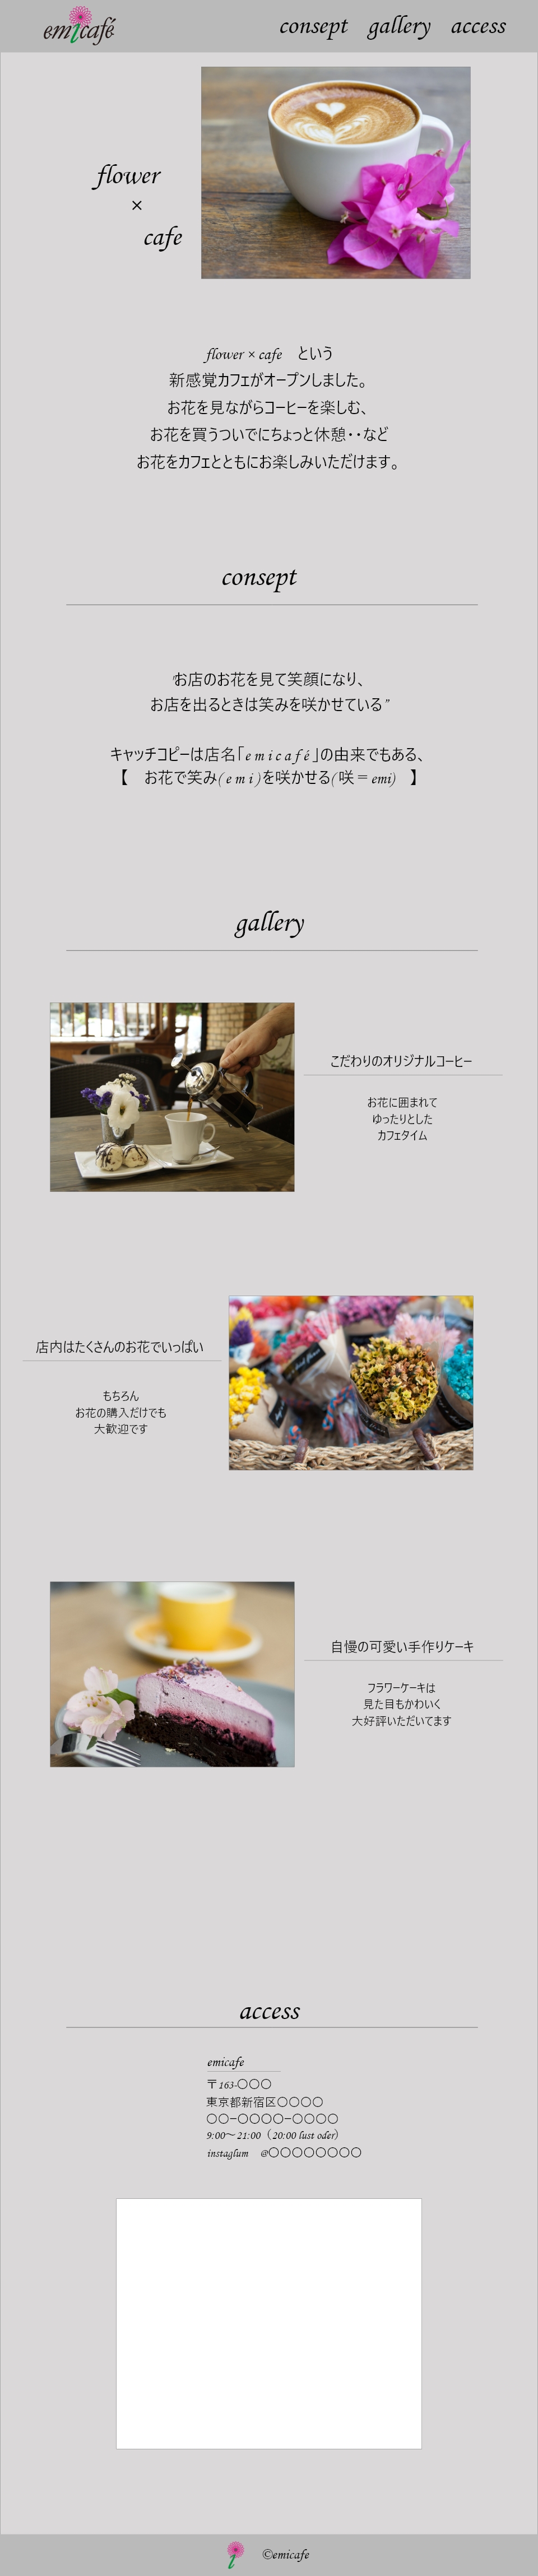 emicafé
consept gallery access
flower
×
cafe
flower × cafe という
新感覚カフェがオープンしました。
お花を見ながらコーヒーを楽しむ、
お花を買うついでにちょっと休憩・・など
お花をカフェとともにお楽しみいただけます。
consept
"お店のお花を見て笑顔になり、
お店を出るときは笑みを咲かせている"
キャッチコピーは店名「emicafé」の由来でもある、
【 お花で笑み(emi)を咲かせる(咲=emi) 】
gallery
こだわりのオリジナルコーヒー
お花に囲まれて
ゆったりとした
カフェタイム
店内はたくさんのお花でいっぱい
もちろん
お花の購入だけでも
大歓迎です
自慢の可愛い手作りケーキ
フラワーケーキは
見た目もかわいく
大好評いただいてます
access
emicafe
〒163-○○○
東京都新宿区○○○○
○○−○○○○−○○○○
9:00〜21:00（20:00 lust oder）
instaglum @○○○○○○○○
©emicafe